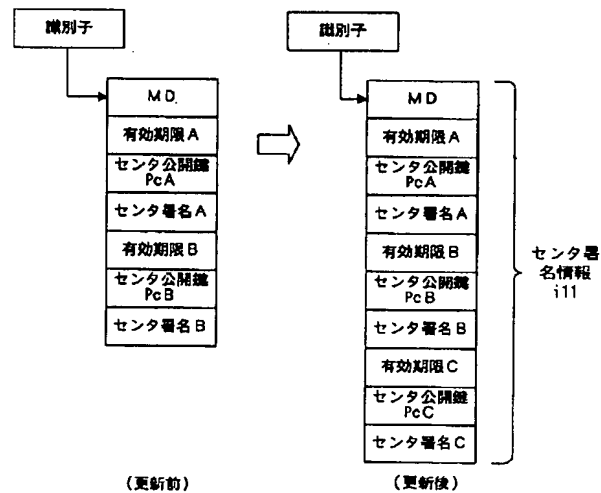 識別子
MD
有効期限A
センタ公開鍵
PcA
センタ署名A
有効期限B
センタ公開鍵
PcB
センタ署名B
(更新前)
識別子
MD
有効期限A
センタ公開鍵
PcA
センタ署名A
有効期限B
センタ公開鍵
PcB
センタ署名B
有効期限C
センタ公開鍵
PcC
センタ署名C
(更新後)
センタ署
名情報
i11